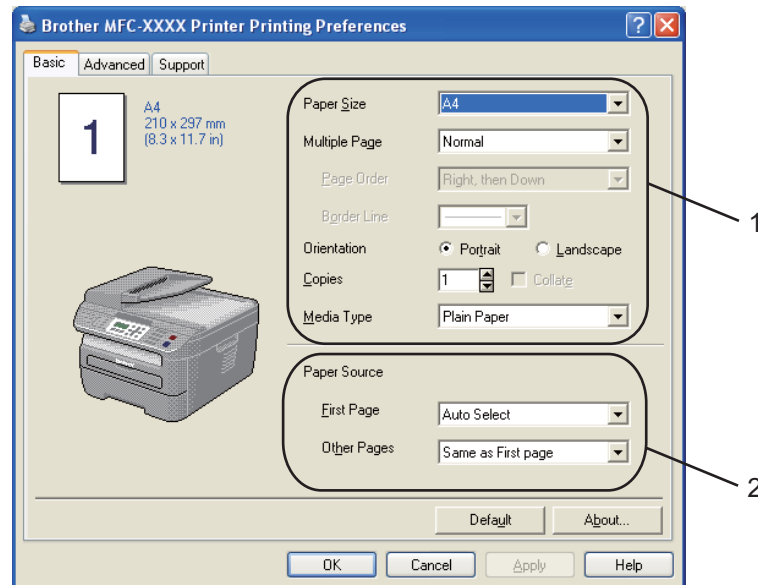 Brother MFC-XXXX Printer Printing Preferences
Basic Advanced Support
1
A4
210 x 297 mm
(8.3 x 11.7 in)
Paper Size A4
Multiple Page Normal
Page Order Right, then Down
Border Line
Orientation Portrait Landscape
Copies 1 Collate
Media Type Plain Paper
1
Paper Source
First Page Auto Select
Other Pages Same as First page
2
Default About...
OK Cancel Apply Help